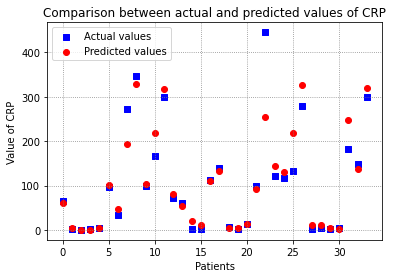 Comparison between actual and predicted values of CRP
Actual values
Predicted values
Value of CRP
400
300
200
100
0
0 5 10 15 20 25 30
Patients